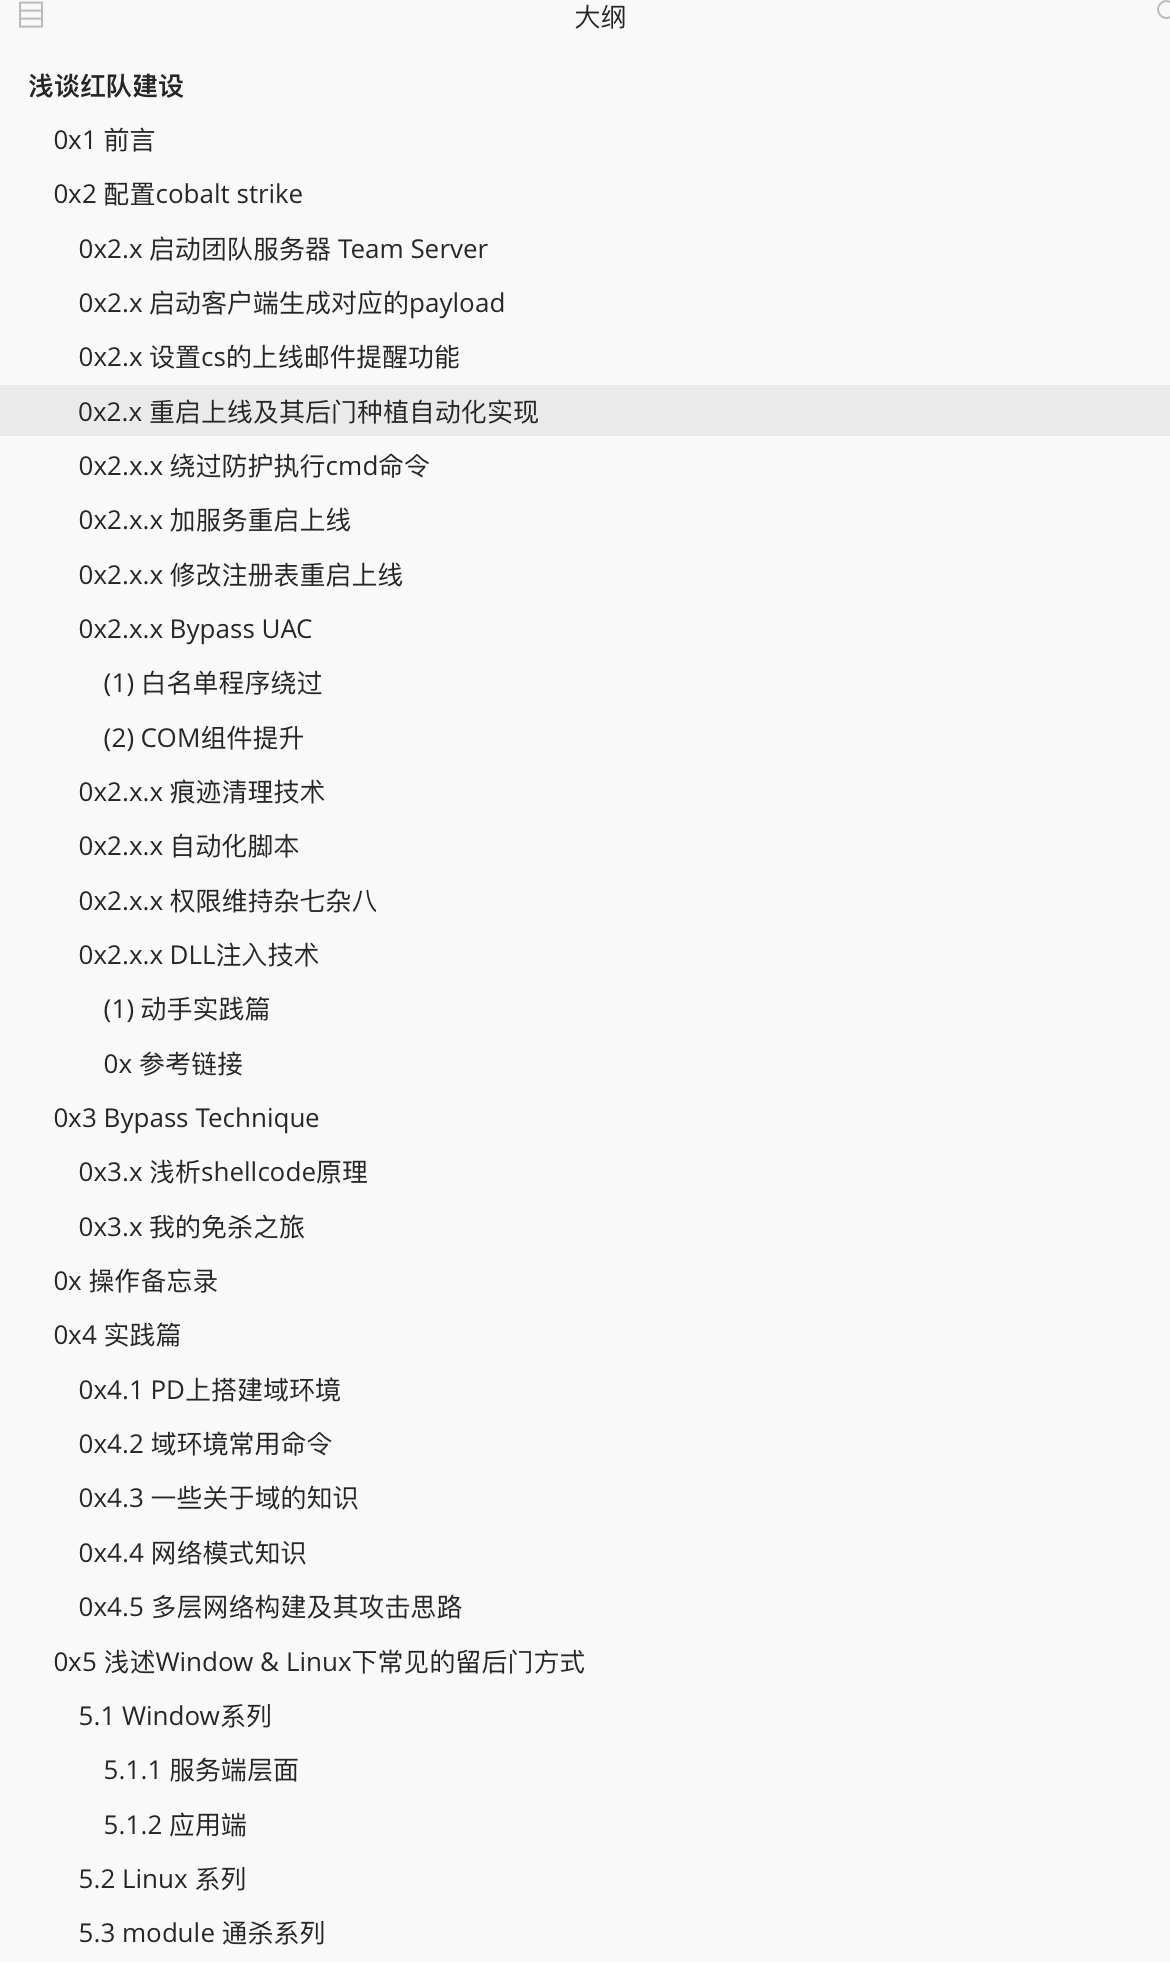 大纲
浅谈红队建设
0x1 前言
0x2 配置cobalt strike
0x2.x 启动团队服务器 Team Server
0x2.x 启动客户端生成对应的payload
0x2.x 设置cs的上线邮件提醒功能
0x2.x 重启上线及其后门种植自动化实现
0x2.x.x 绕过防护执行cmd命令
0x2.x.x 加服务重启上线
0x2.x.x 修改注册表重启上线
0x2.x.x Bypass UAC
(1) 白名单程序绕过
(2) COM组件提升
0x2.x.x 痕迹清理技术
0x2.x.x 自动化脚本
0x2.x.x 权限维持杂七杂八
0x2.x.x DLL注入技术
(1) 动手实践篇
0x 参考链接
0x3 Bypass Technique
0x3.x 浅析shellcode原理
0x3.x 我的免杀之旅
0x 操作备忘录
0x4 实践篇
0x4.1 PD上搭建域环境
0x4.2 域环境常用命令
0x4.3 一些关于域的知识
0x4.4 网络模式知识
0x4.5 多层网络构建及其攻击思路
0x5 浅述Window & Linux下常见的留后门方式
5.1 Window系列
5.1.1 服务端层面
5.1.2 应用端
5.2 Linux 系列
5.3 module 通杀系列